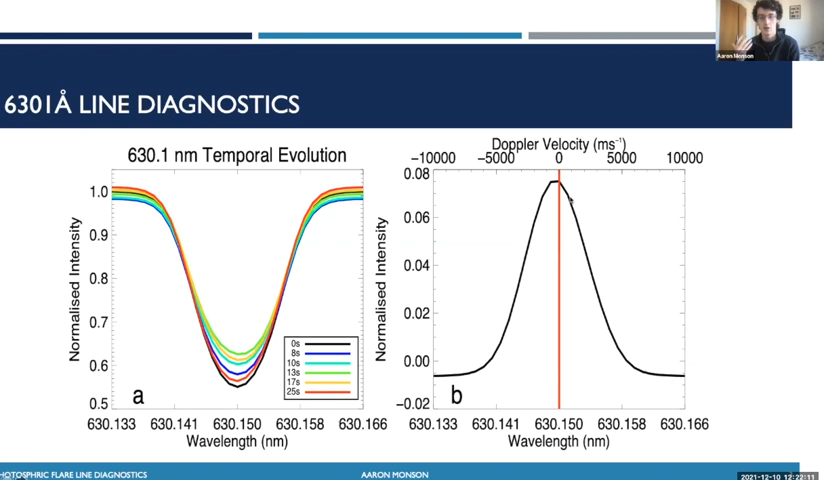 Aaron Monson
6301Å LINE DIAGNOSTICS
630.1 nm Temporal Evolution
1.0
0.9
0.8
0.7
0.6
0.5
Normalised Intensity
0s
8s
10s
13s
17s
25s
a
630.133 630.141 630.150 630.158 630.166
Wavelength (nm)
Doppler Velocity (ms⁻¹)
−10000 −5000 0 5000 10000
0.08
0.06
0.04
0.02
0.00
−0.02
Normalised Intensity
b
630.133 630.141 630.150 630.158 630.166
Wavelength (nm)
HOTOSPHRIC FLARE LINE DIAGNOSTICS
AARON MONSON
2021-12-10 12:22:11